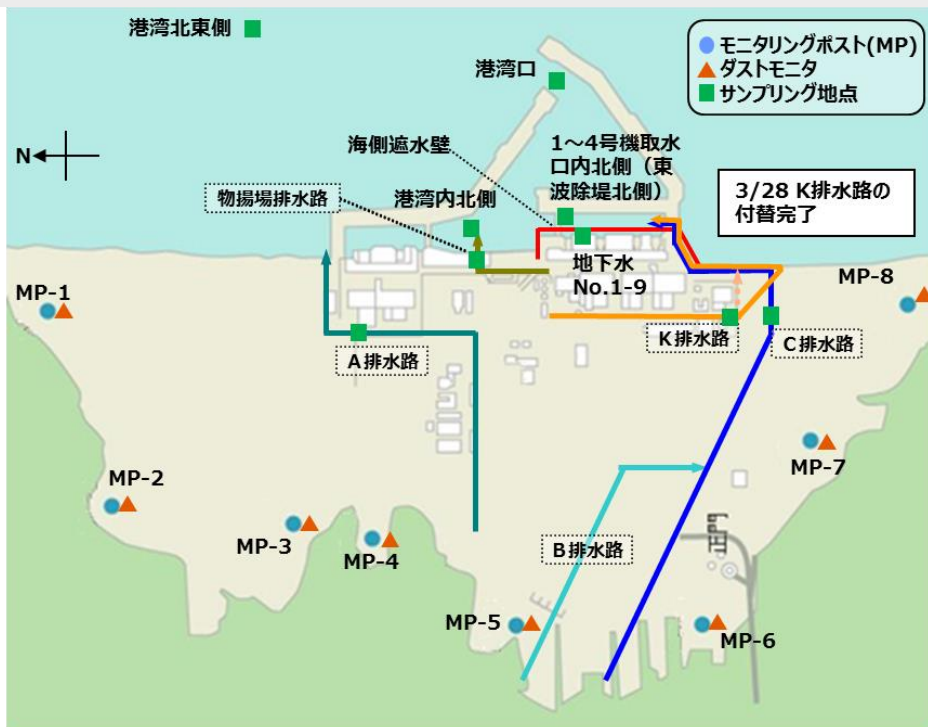 港湾北東側
モニタリングポスト(MP)
ダストモニタ
サンプリング地点
港湾口
N
海側遮水壁
1～4号機取水
口内北側（東
波除堤北側）
3/28 K排水路の
付替完了
物揚場排水路
港湾内北側
地下水
No.1-9
MP-1
MP-8
A排水路
K排水路
C排水路
MP-2
MP-7
MP-3
MP-4
正門
B排水路
MP-5
MP-6